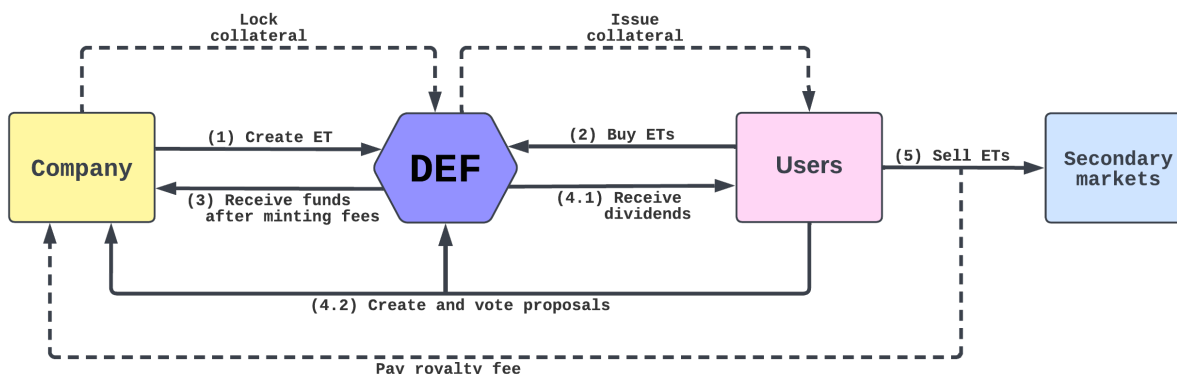 Lock
collateral
Issue
collateral
(1) Create ET
(2) Buy ETs
(5) Sell ETs
Company
DEF
Users
Secondary
markets
(3) Receive funds
after minting fees
(4.1) Receive
dividends
(4.2) Create and vote proposals
Pay royalty fee